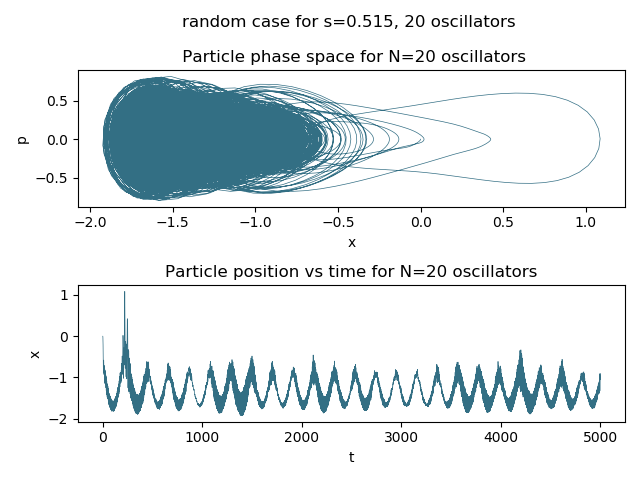 random case for s=0.515, 20 oscillators
Particle phase space for N=20 oscillators
p
0.5
0.0
−0.5
−2.0 −1.5 −1.0 −0.5 0.0 0.5 1.0
x
Particle position vs time for N=20 oscillators
x
1
0
−1
−2
0 1000 2000 3000 4000 5000
t